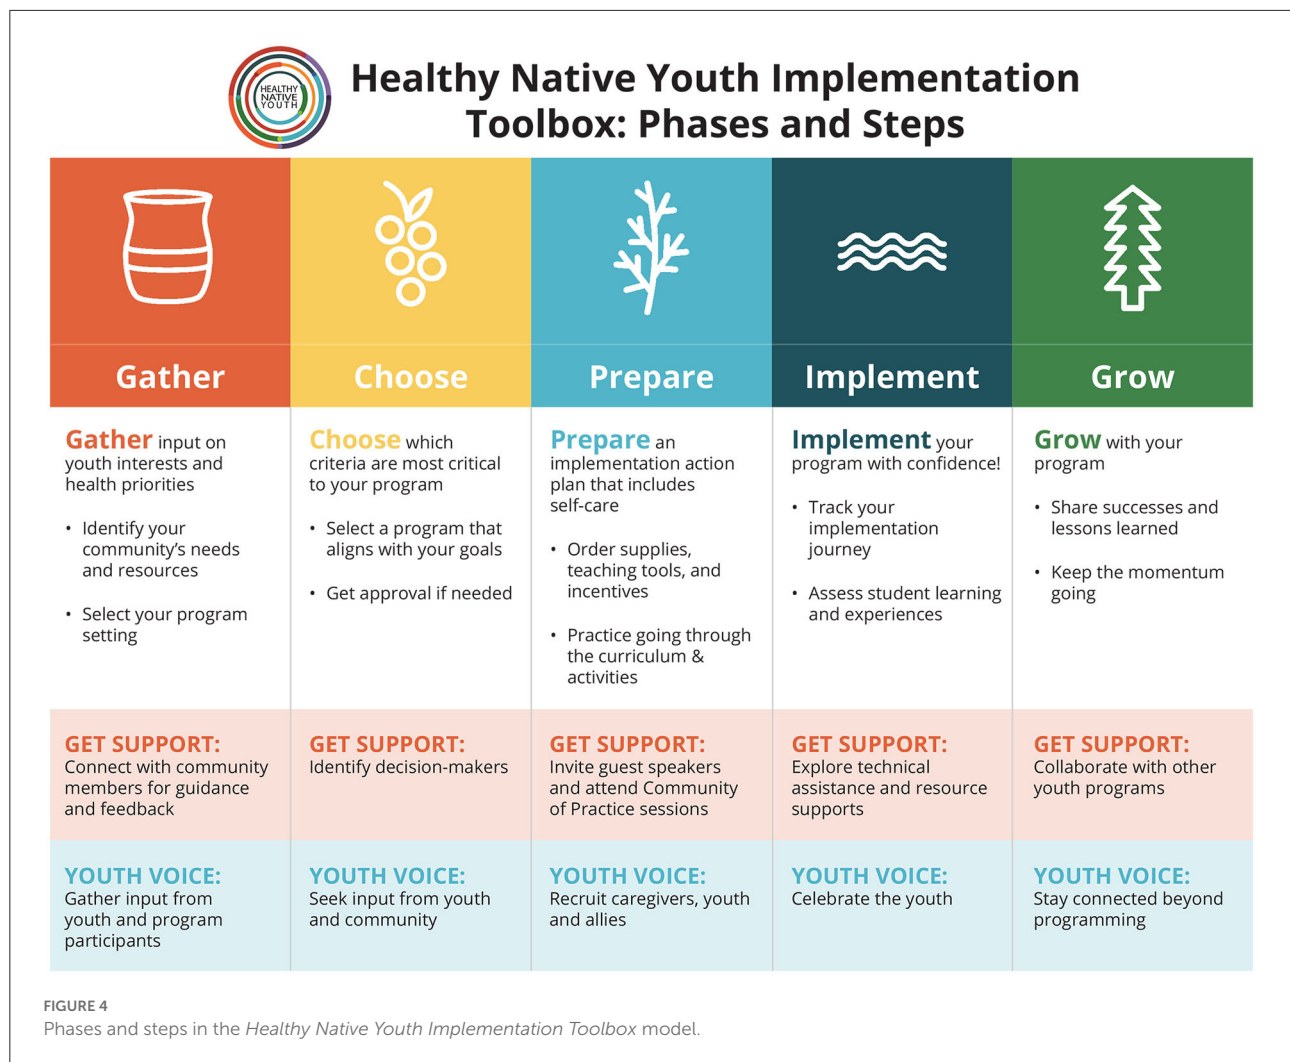 HEALTHY
NATIVE
YOUTH
Healthy Native Youth Implementation
Toolbox: Phases and Steps
Gather
Choose
Prepare
Implement
Grow
Gather input on
youth interests and
health priorities
• Identify your
community's needs
and resources
• Select your program
setting
Choose which
criteria are most critical
to your program
• Select a program that
aligns with your goals
• Get approval if needed
Prepare an
implementation action
plan that includes
self-care
• Order supplies,
teaching tools, and
incentives
• Practice going through
the curriculum &
activities
Implement your
program with confidence!
• Track your
implementation
journey
• Assess student learning
and experiences
Grow with your
program
• Share successes and
lessons learned
• Keep the momentum
going
GET SUPPORT:
Connect with community
members for guidance
and feedback
GET SUPPORT:
Identify decision-makers
GET SUPPORT:
Invite guest speakers
and attend Community
of Practice sessions
GET SUPPORT:
Explore technical
assistance and resource
supports
GET SUPPORT:
Collaborate with other
youth programs
YOUTH VOICE:
Gather input from
youth and program
participants
YOUTH VOICE:
Seek input from youth
and community
YOUTH VOICE:
Recruit caregivers, youth
and allies
YOUTH VOICE:
Celebrate the youth
YOUTH VOICE:
Stay connected beyond
programming
FIGURE 4
Phases and steps in the Healthy Native Youth Implementation Toolbox model.